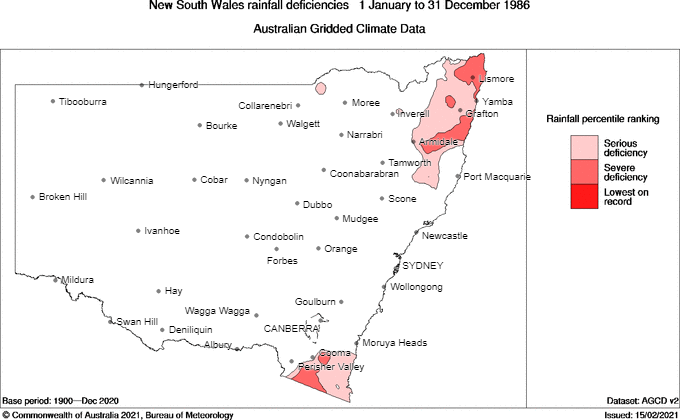 New South Wales rainfall deficiencies   1 January to 31 December 1986
Australian Gridded Climate Data
Lismore
Hungerford
Tibooburra
Collarenebri
Moree
Yamba
Inverell
Grafton
Bourke
Walgett
Narrabri
Armidale
Tamworth
Coonabarabran
Port Macquarie
Wilcannia
Cobar
Nyngan
Broken Hill
Dubbo
Scone
Mudgee
Ivanhoe
Condobolin
Newcastle
Orange
Forbes
SYDNEY
Mildura
Wollongong
Hay
Goulburn
Wagga Wagga
Swan Hill
Deniliquin
CANBERRA
Albury
Moruya Heads
Cooma
Perisher Valley
Rainfall percentile ranking
Serious
deficiency
Severe
deficiency
Lowest on
record
Base period: 1900—Dec 2020
Dataset: AGCD v2
© Commonwealth of Australia 2021, Bureau of Meteorology
Issued: 15/02/2021